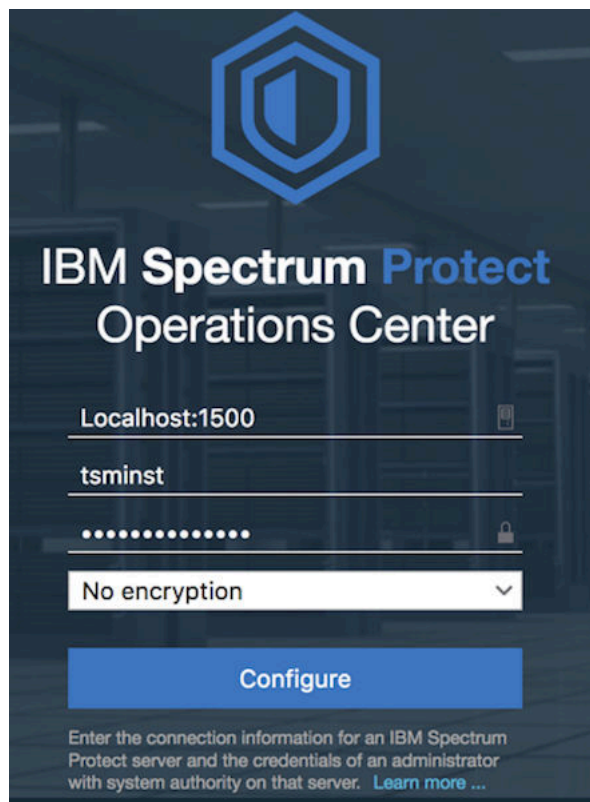 IBM Spectrum Protect
Operations Center
Localhost:1500
tsminst
••••••••••••••
No encryption
Configure
Enter the connection information for an IBM Spectrum
Protect server and the credentials of an administrator
with system authority on that server. Learn more ...